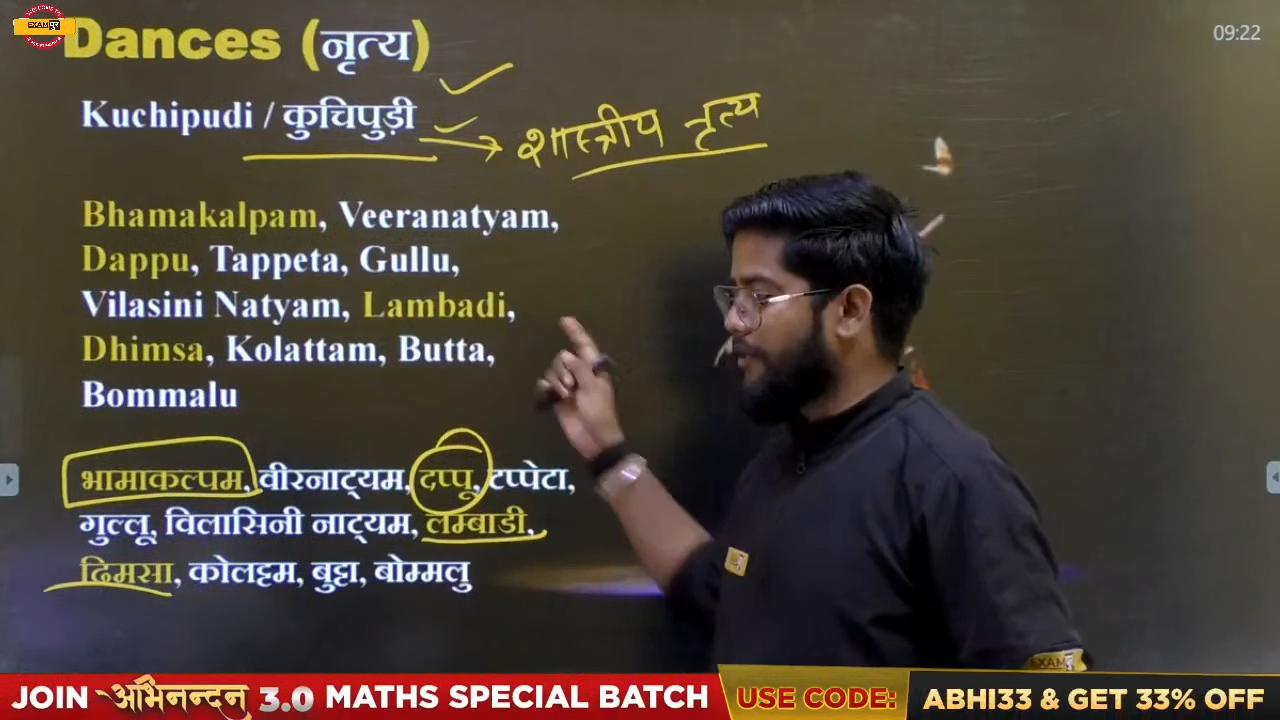 EXAM
09:22
Dances (नृत्य)
Kuchipudi / कुचिपुड़ी
शास्त्रीय नृत्य
Bhamakalpam, Veeranatyam,
Dappu, Tappeta, Gullu,
Vilasini Natyam, Lambadi,
Dhimsa, Kolattam, Butta,
Bommalu
भामाकल्पम, वीरनाट्यम, दप्पू, टप्पेटा,
गुल्लू, विलासिनी नाट्यम, लम्बाडी,
ढिमसा, कोलट्टम, बुट्टा, बोम्मलु
EXAM
JOIN अभिनन्दन 3.0 MATHS SPECIAL BATCH USE CODE: ABHI33 & GET 33% OFF